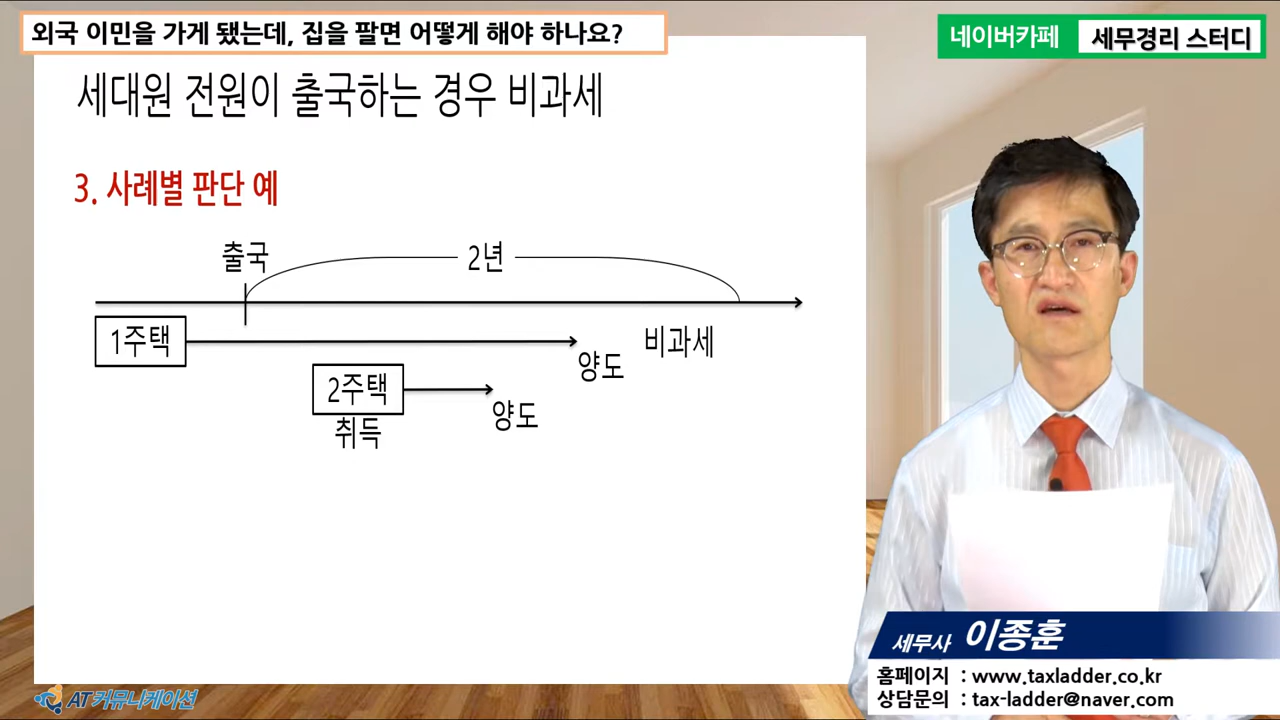 외국 이민을 가게 됐는데, 집을 팔면 어떻게 해야 하나요?
네이버카페 세무경리 스터디
세대원 전원이 출국하는 경우 비과세
3. 사례별 판단 예
출국
2년
1주택
양도
비과세
2주택
취득
양도
세무사 이종훈
홈페이지 : www.taxladder.co.kr
상담문의 : tax-ladder@naver.com
AT커뮤니케이션